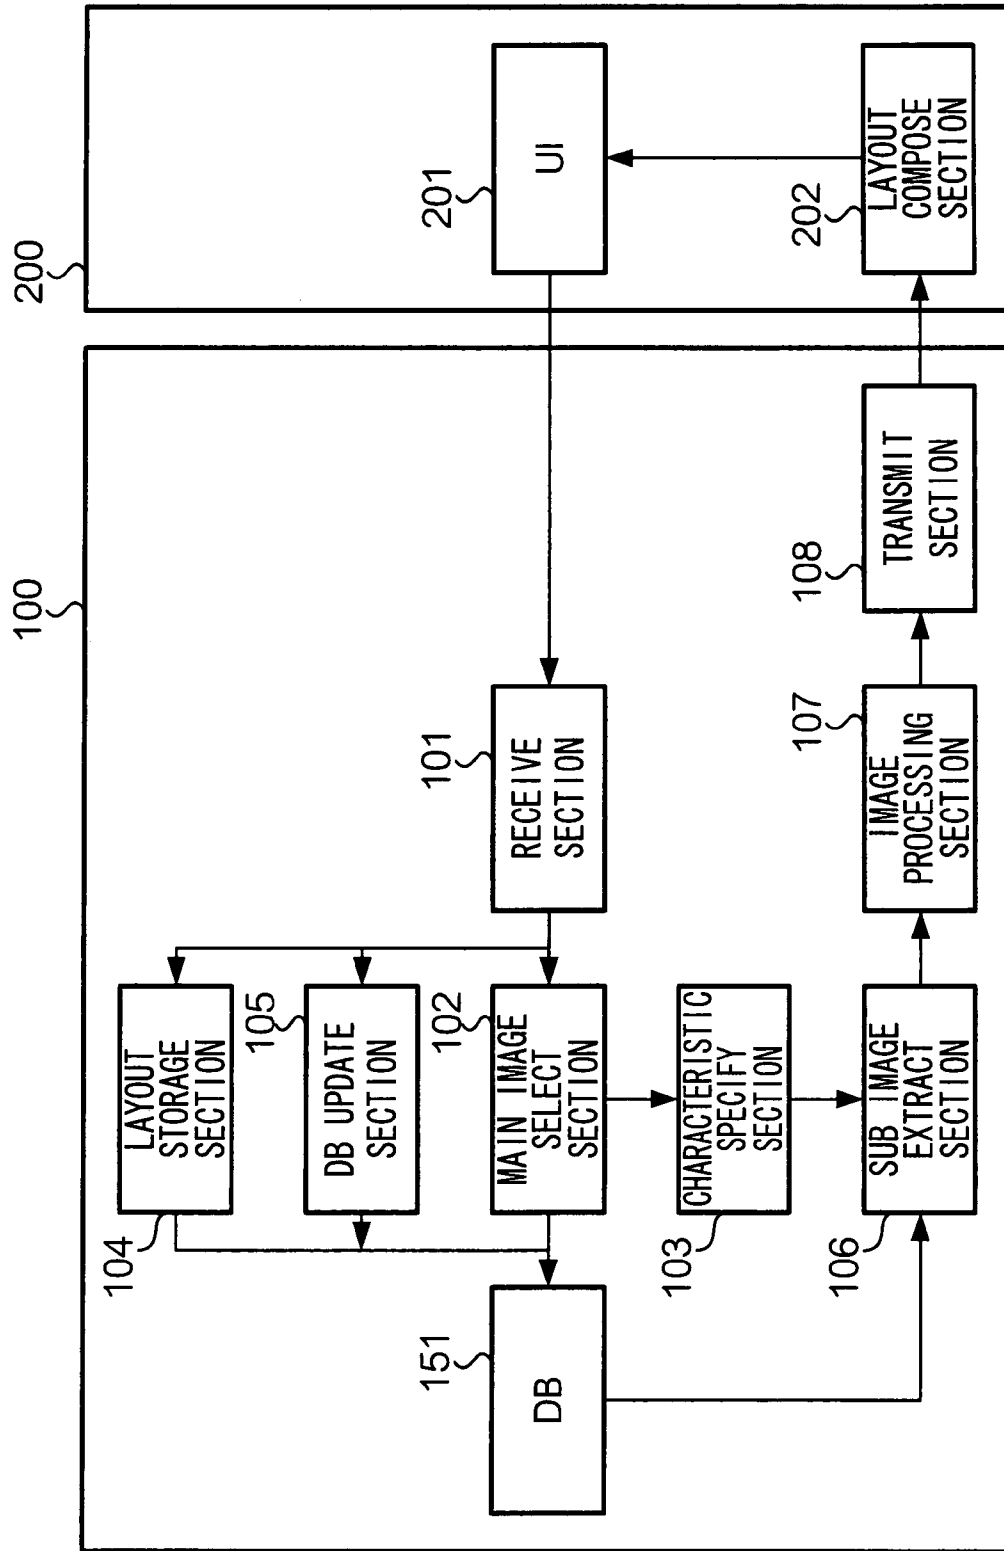 100
200
DB
151
LAYOUT
STORAGE
SECTION
104
DB UPDATE
SECTION
105
MAIN IMAGE
SELECT
SECTION
102
CHARACTERISTIC
SPECIFY
SECTION
103
SUB IMAGE
EXTRACT
SECTION
106
RECEIVE
SECTION
101
IMAGE
PROCESSING
SECTION
107
TRANSMIT
SECTION
108
UI
201
LAYOUT
COMPOSE
SECTION
202